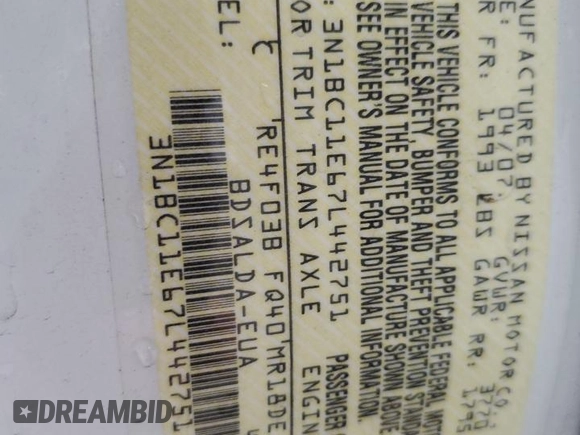 NUFACTURED BY NISSAN MOTOR CO
E: 04/07 GVWR: 3770
R FR: 1993 LBS GAWR RR: 1795
THIS VEHICLE CONFORMS TO ALL APPLICABLE FEDERAL MOT
VEHICLE SAFETY, BUMPER AND THEFT PREVENTION STAND
IN EFFECT ON THE DATE OF MANUFACTURE SHOWN ABOVE.
SEE OWNER'S MANUAL FOR ADDITIONAL INFORMATION.
:3N1BC11E67L442751 PASSENGER
OR TRIM TRANS AXLE ENGIN
RE4F03B FQ40 MR18DE
DEL: BDSALDA-EUA
3N1BC11E67L442751
DREAMBID